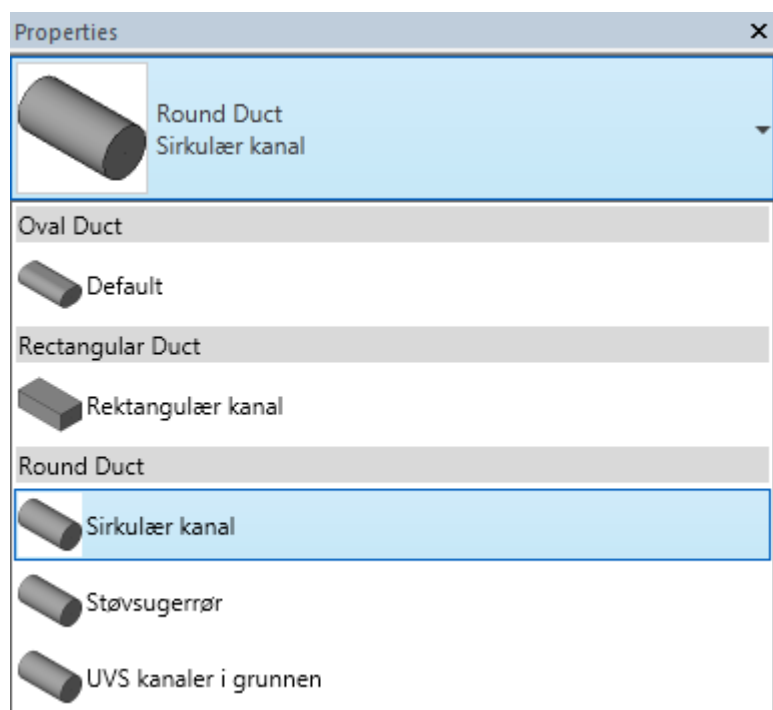 Properties
Round Duct
Sirkulær kanal
Oval Duct
Default
Rectangular Duct
Rektangulær kanal
Round Duct
Sirkulær kanal
Støvsugerrør
UVS kanaler i grunnen